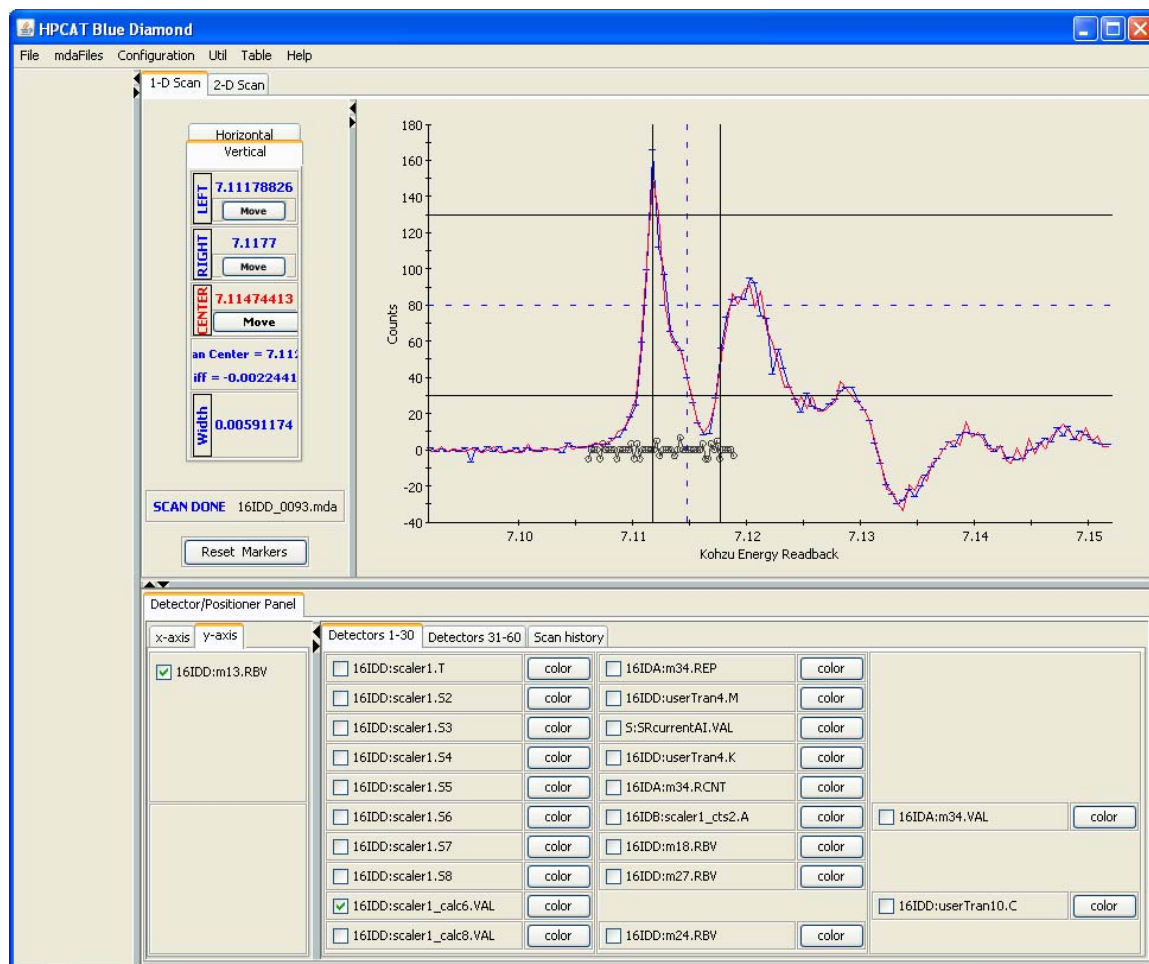 HPCAT Blue Diamond
File mdaFiles Configuration Util Table Help
1-D Scan 2-D Scan
Horizontal
Vertical
LEFT 7.11178826
Move
RIGHT 7.1177
Move
CENTER 7.11474413
Move
an Center = 7.11
iff = -0.0022441
Width 0.00591174
SCAN DONE 16IDD_0093.mda
Reset Markers
180
160
140
120
100
80
60
40
20
0
-20
-40
Counts
7.10 7.11 7.12 7.13 7.14 7.15
Kohzu Energy Readback
Detector/Positioner Panel
x-axis y-axis
16IDD:m13.RBV
Detectors 1-30 Detectors 31-60 Scan history
16IDD:scaler1.T color 16IDA:m34.REP color
16IDD:scaler1.S2 color 16IDD:userTran4.M color
16IDD:scaler1.S3 color S:SRcurrentAI.VAL color
16IDD:scaler1.S4 color 16IDD:userTran4.K color
16IDD:scaler1.S5 color 16IDA:m34.RCNT color
16IDD:scaler1.S6 color 16IDB:scaler1_cts2.A color 16IDA:m34.VAL color
16IDD:scaler1.S7 color 16IDD:m18.RBV color
16IDD:scaler1.S8 color 16IDD:m27.RBV color
16IDD:scaler1_calc6.VAL color 16IDD:userTran10.C color
16IDD:scaler1_calc8.VAL color 16IDD:m24.RBV color